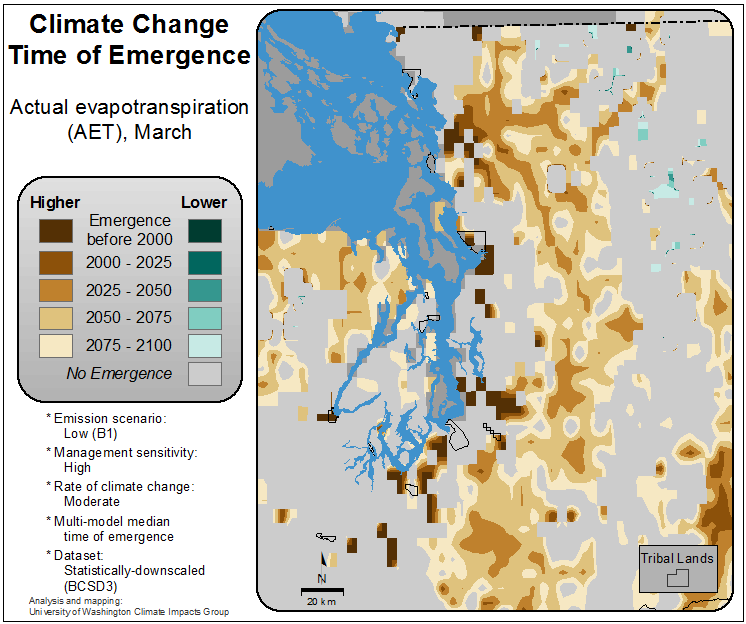 Climate Change
Time of Emergence
Actual evapotranspiration
(AET), March
Higher
Lower
Emergence
before 2000
2000 - 2025
2025 - 2050
2050 - 2075
2075 - 2100
No Emergence
* Emission scenario:
Low (B1)
* Management sensitivity:
High
* Rate of climate change:
Moderate
* Multi-model median
time of emergence
* Dataset:
Statistically-downscaled
(BCSD3)
Analysis and mapping:
University of Washington Climate Impacts Group
N
20 km
Tribal Lands